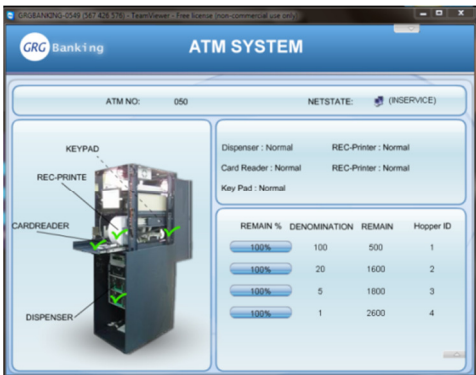 GRGBANKING-0549 (567 426 576) - TeamViewer - Free license (non-commercial use only)
GRG Banking
ATM SYSTEM
ATM NO: 050 NETSTATE: (INSERVICE)
KEYPAD
REC-PRINTE
CARDREADER
DISPENSER
Dispenser : Normal REC-Printer : Normal
Card Reader : Normal REC-Printer : Normal
Key Pad : Normal
REMAIN % DENOMINATION REMAIN Hopper ID
100% 100 500 1
100% 20 1600 2
100% 5 1800 3
100% 1 2600 4